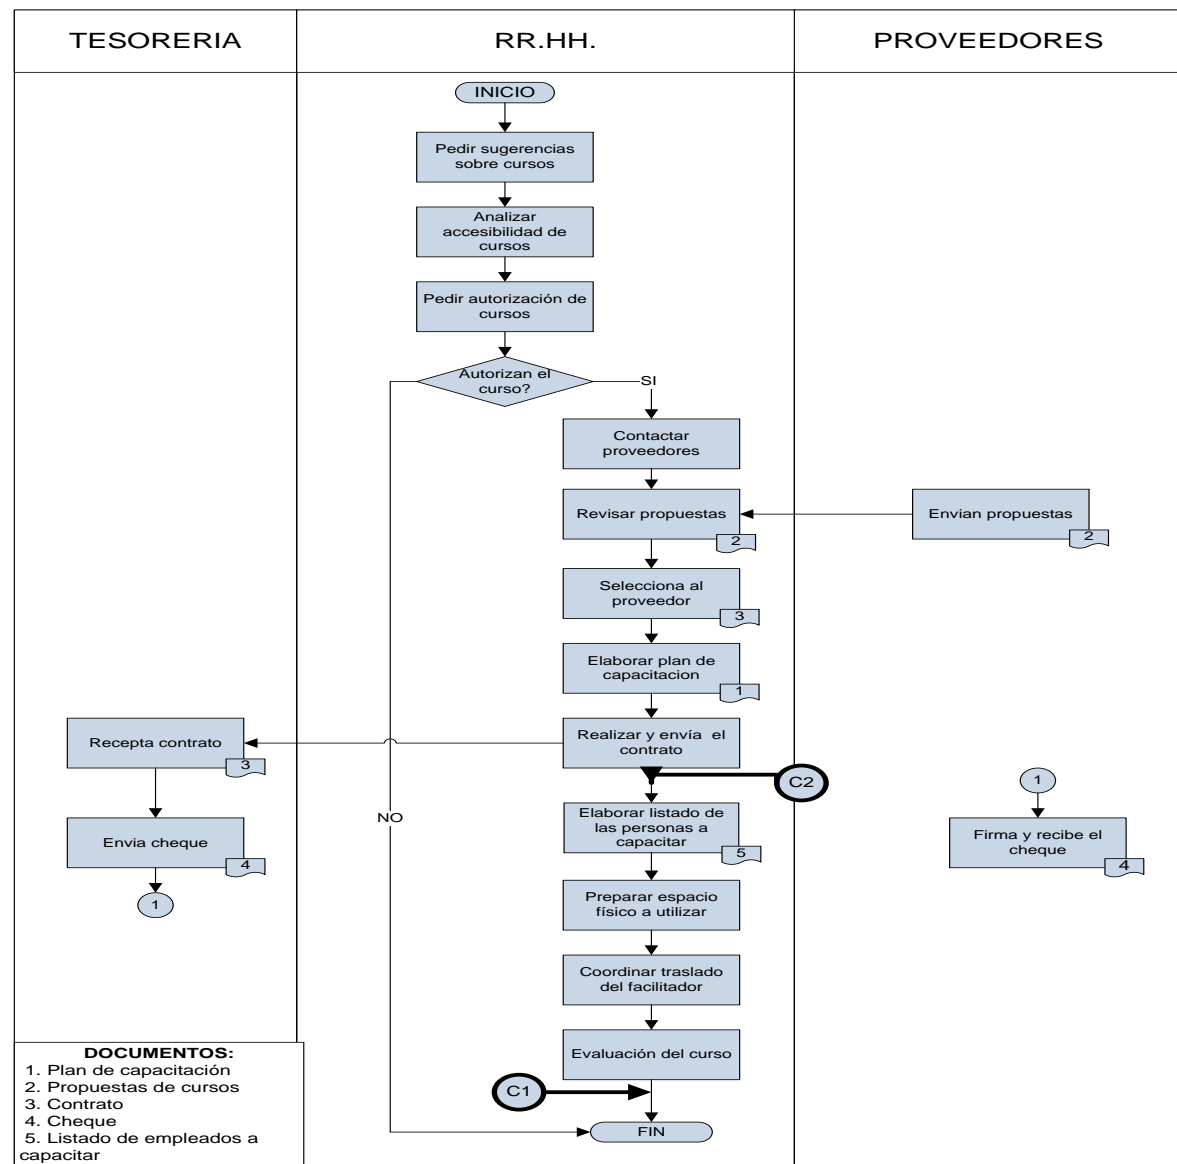 TESORERIA
RR.HH.
PROVEEDORES
INICIO
Pedir sugerencias
sobre cursos
Analizar
accesibilidad de
cursos
Pedir autorización de
cursos
Autorizan el
curso?
SI
Contactar
proveedores
Revisar propuestas
2
Envian propuestas
2
Selecciona al
proveedor
3
Elaborar plan de
capacitacion
1
Recepta contrato
3
Realizar y envía el
contrato
C2
1
NO
Envia cheque
4
1
Elaborar listado de
las personas a
capacitar
5
Firma y recibe el
cheque
4
Preparar espacio
físico a utilizar
Coordinar traslado
del facilitador
Evaluación del curso
C1
FIN
DOCUMENTOS:
1. Plan de capacitación
2. Propuestas de cursos
3. Contrato
4. Cheque
5. Listado de empleados a
capacitar